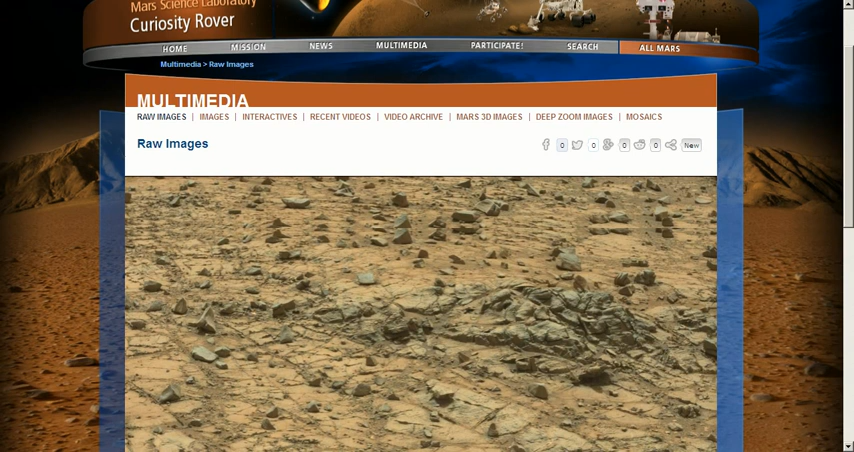 Mars Science Laboratory
Curiosity Rover
HOME MISSION NEWS MULTIMEDIA PARTICIPATE! SEARCH ALL MARS
Multimedia > Raw Images
MULTIMEDIA
RAW IMAGES | IMAGES | INTERACTIVES | RECENT VIDEOS | VIDEO ARCHIVE | MARS 3D IMAGES | DEEP ZOOM IMAGES | MOSAICS
Raw Images 0 0 0 0 New